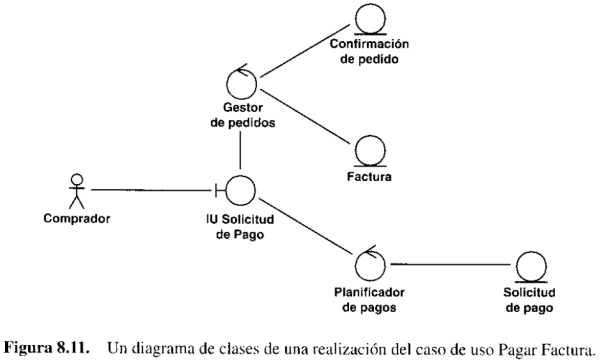 Confirmación
de pedido
Gestor
de pedidos
Factura
Comprador
IU Solicitud
de Pago
Planificador
de pagos
Solicitud
de pago
Figura 8.11. Un diagrama de clases de una realización del caso de uso Pagar Factura.